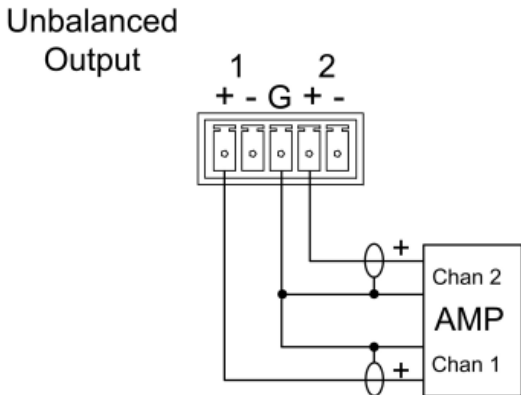 Unbalanced
Output
1 2
+ - G + -
+
Chan 2
AMP
+ Chan 1